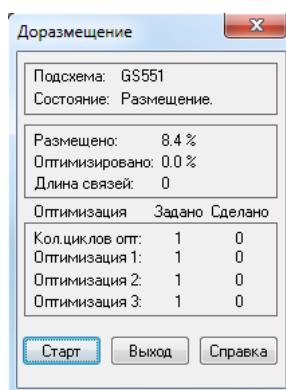 Доразмещение
Подсхема: GS551
Состояние: Размещение.
Размещено: 8.4 %
Оптимизировано: 0.0 %
Длина связей: 0
Оптимизация Задано Сделано
Кол.циклов опт: 1 0
Оптимизация 1: 1 0
Оптимизация 2: 1 0
Оптимизация 3: 1 0
Старт Выход Справка